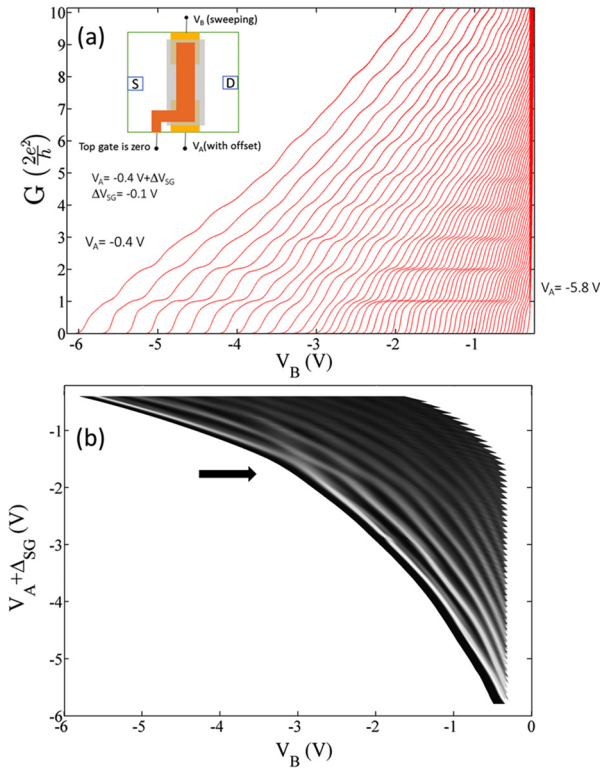 (a)
V_B (sweeping)
S
D
Top gate is zero
V_A(with offset)
V_A= -0.4 V+ΔV_SG
ΔV_SG= -0.1 V
V_A= -0.4 V
V_A= -5.8 V
G (2e²/h)
10
9
8
7
6
5
4
3
2
1
0
-6 -5 -4 -3 -2 -1
V_B (V)
(b)
V_A+Δ_SG (V)
-1
-2
-3
-4
-5
-6
-6 -5 -4 -3 -2 -1 0
V_B (V)